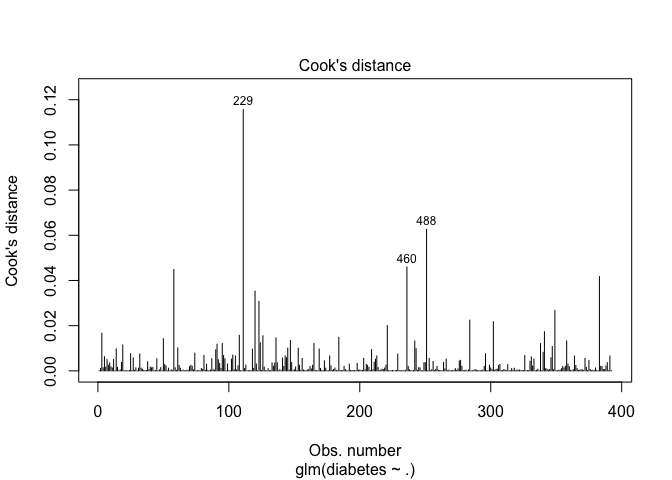 Cook's distance
Cook's distance
0.00 0.02 0.04 0.06 0.08 0.10 0.12
229
488
460
0 100 200 300 400
Obs. number
glm(diabetes ~ .)